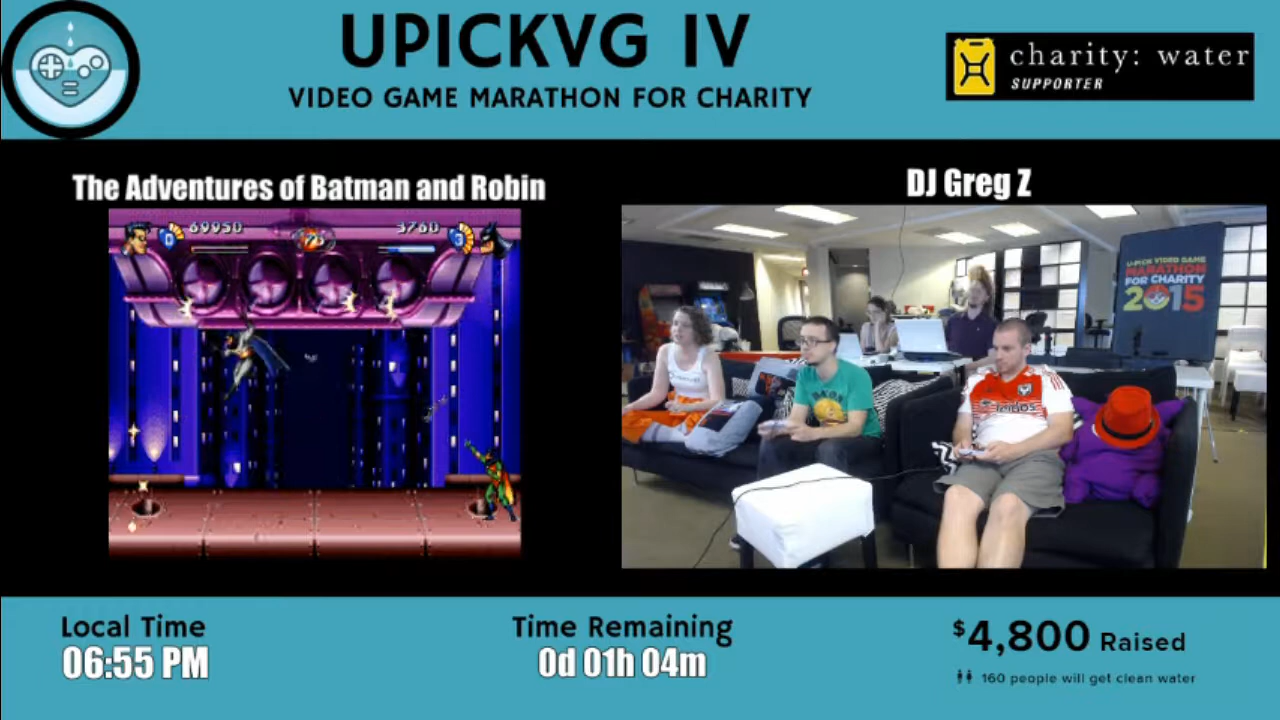 UPICKVG IV
VIDEO GAME MARATHON FOR CHARITY
charity: water
SUPPORTER
The Adventures of Batman and Robin
DJ Greg Z
69950
3760
U-PICK VIDEO GAME
MARATHON
FOR CHARITY
2015
Local Time
06:55 PM
Time Remaining
0d 01h 04m
$4,800 Raised
160 people will get clean water